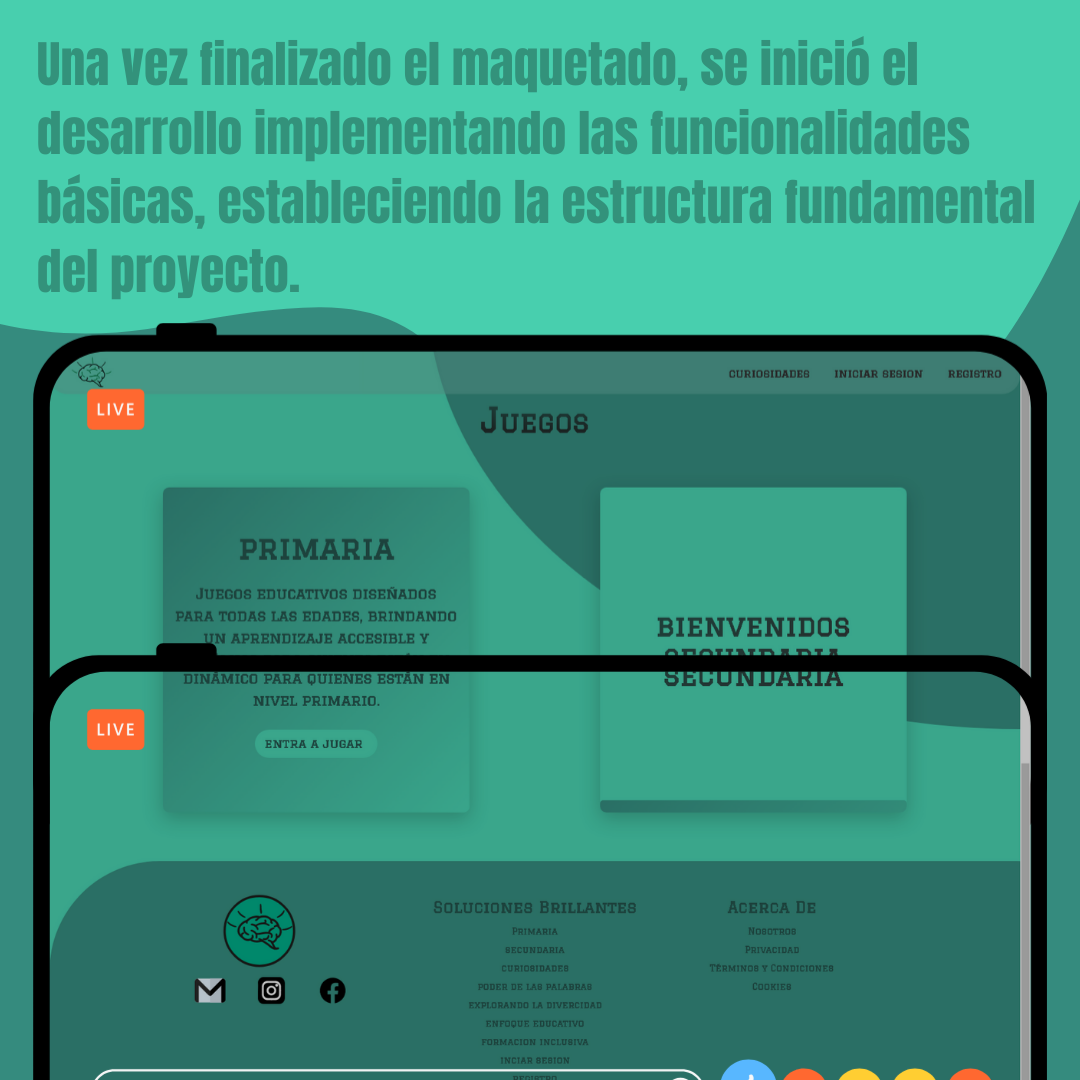 Una vez finalizado el maquetado, se inició el
desarrollo implementando las funcionalidades
básicas, estableciendo la estructura fundamental
del proyecto.
CURIOSIDADES INICIAR SESION REGISTRO
LIVE
JUEGOS
PRIMARIA
JUEGOS EDUCATIVOS DISEÑADOS
PARA TODAS LAS EDADES, BRINDANDO
UN APRENDIZAJE ACCESIBLE Y
DINÁMICO PARA QUIENES ESTÁN EN
NIVEL PRIMARIO.
ENTRA A JUGAR
BIENVENIDOS
SECUNDARIA
SECUNDARIA
LIVE
SOLUCIONES BRILLANTES
PRIMARIA
SECUNDARIA
CURIOSIDADES
PODER DE LAS PALABRAS
EXPLORANDO LA DIVERCIDAD
ENFOQUE EDUCATIVO
FORMACION INCLUSIVA
INCIAR SESION
REGISTRO
ACERCA DE
NOSOTROS
PRIVACIDAD
TÉRMINOS Y CONDICIONES
COOKIES